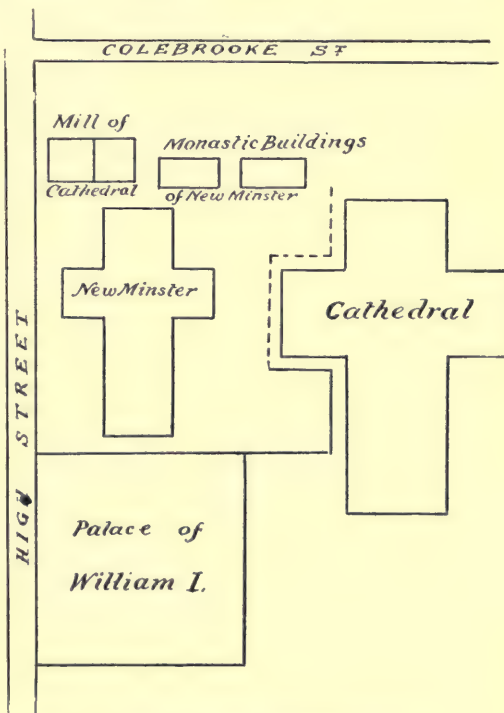 COLEBROOKE ST
Mill of
Cathedral
Monastic Buildings
of New Minster
New Minster
Cathedral
HIGH STREET
Palace of
William I.